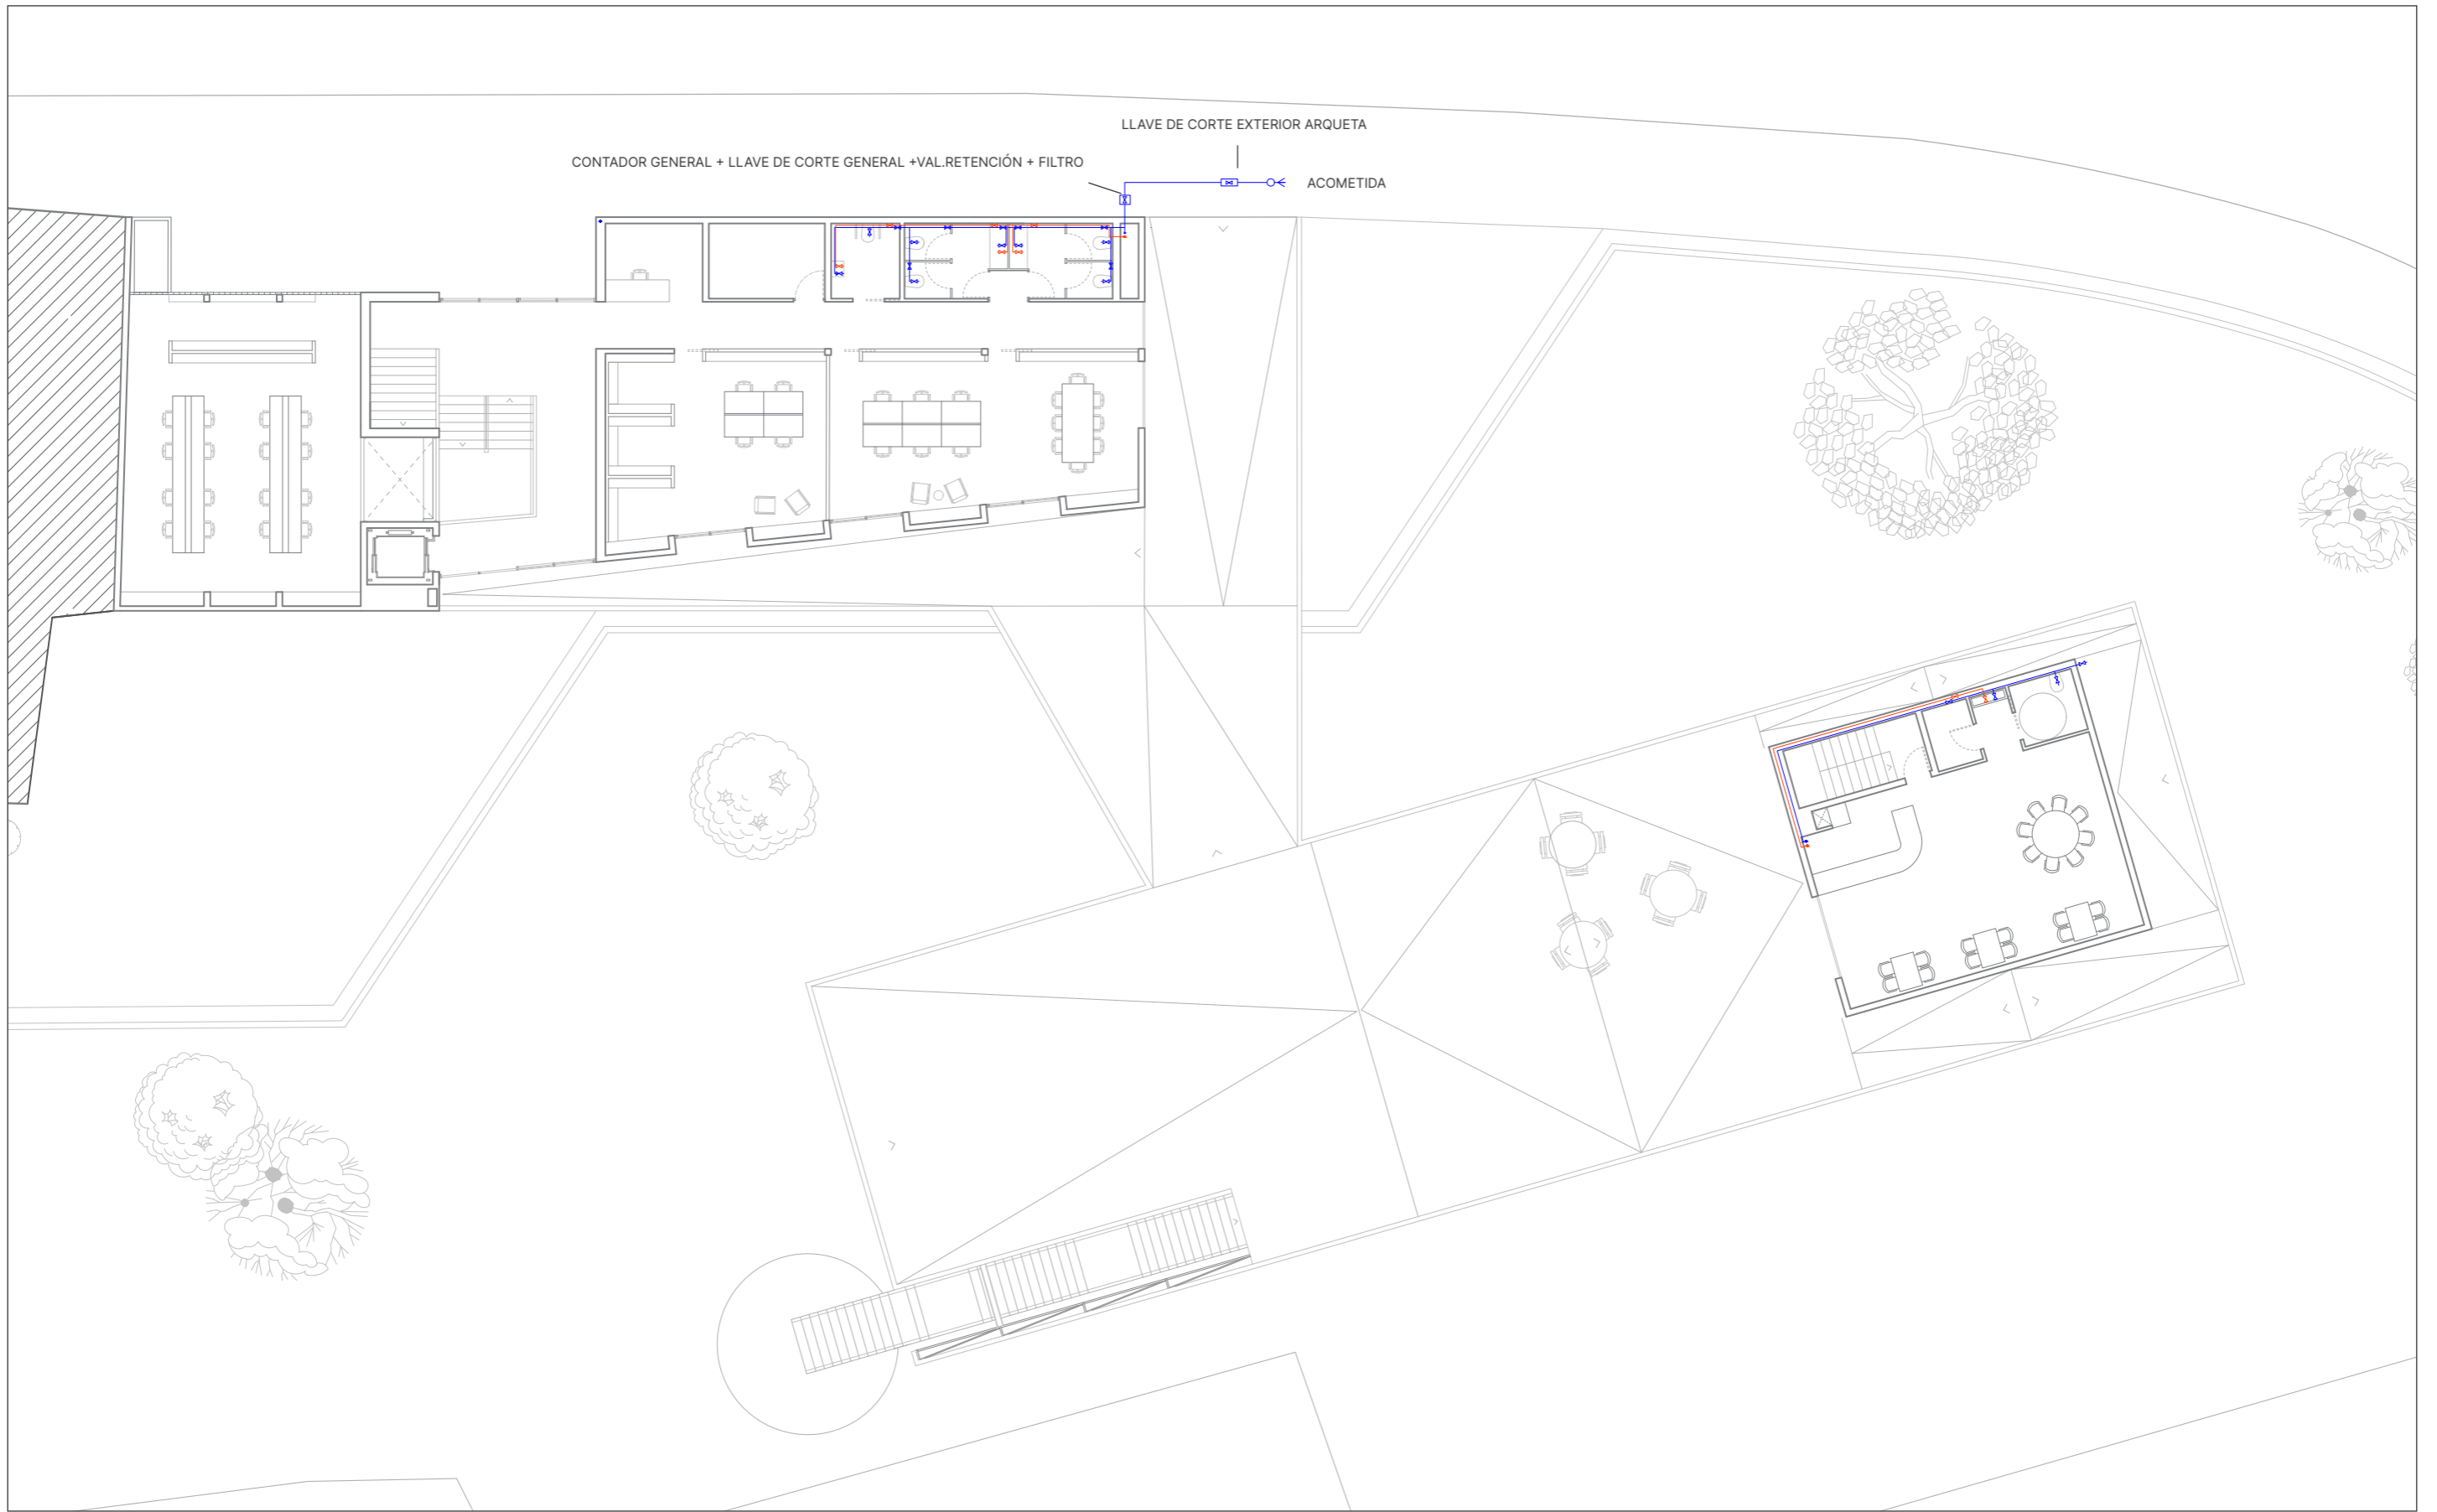 LLAVE DE CORTE EXTERIOR ARQUETA
CONTADOR GENERAL + LLAVE DE CORTE GENERAL +VAL.RETENCIÓN + FILTRO
ACOMETIDA